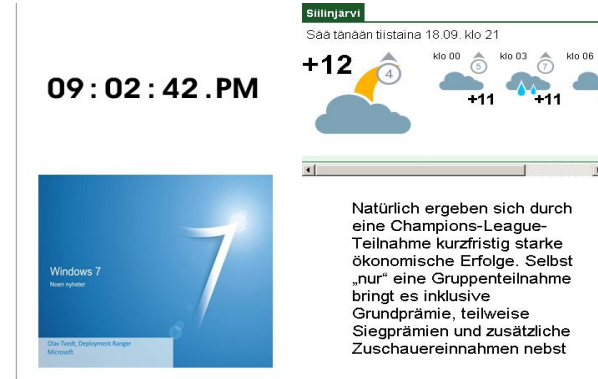 09:02:42.PM
Siilinjärvi
Sää tänään tiistaina 18.09. klo 21
+12
4
klo 00
5
+11
klo 03
7
+11
klo 06
Windows 7
Noen nyheter
Olav Tvedt, Deployment Ranger
Microsoft
Natürlich ergeben sich durch
eine Champions-League-
Teilnahme kurzfristig starke
ökonomische Erfolge. Selbst
„nur“ eine Gruppenteilnahme
bringt es inklusive
Grundprämie, teilweise
Siegprämien und zusätzliche
Zuschauereinnahmen nebst